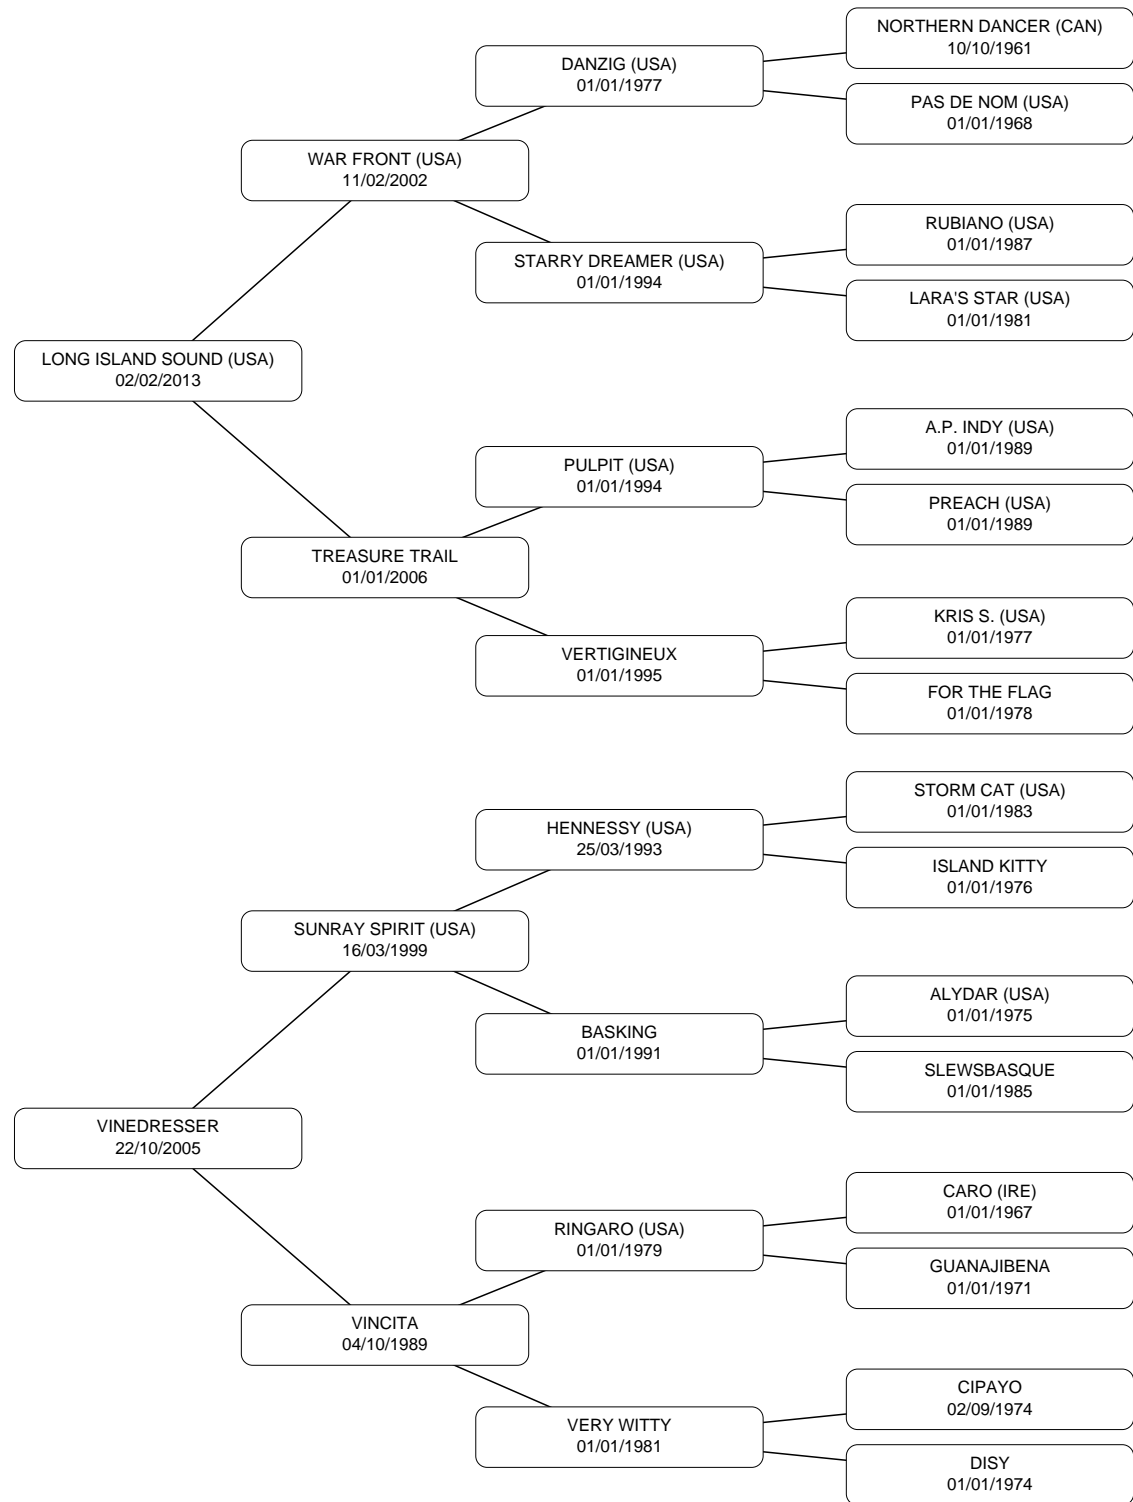 NORTHERN DANCER (CAN)
10/10/1961
DANZIG (USA)
01/01/1977
PAS DE NOM (USA)
01/01/1968
WAR FRONT (USA)
11/02/2002
RUBIANO (USA)
01/01/1987
STARRY DREAMER (USA)
01/01/1994
LARA'S STAR (USA)
01/01/1981
LONG ISLAND SOUND (USA)
02/02/2013
A.P. INDY (USA)
01/01/1989
PULPIT (USA)
01/01/1994
PREACH (USA)
01/01/1989
TREASURE TRAIL
01/01/2006
KRIS S. (USA)
01/01/1977
VERTIGINEUX
01/01/1995
FOR THE FLAG
01/01/1978
STORM CAT (USA)
01/01/1983
HENNESSY (USA)
25/03/1993
ISLAND KITTY
01/01/1976
SUNRAY SPIRIT (USA)
16/03/1999
ALYDAR (USA)
01/01/1975
BASKING
01/01/1991
SLEWSBASQUE
01/01/1985
VINEDRESSER
22/10/2005
CARO (IRE)
01/01/1967
RINGARO (USA)
01/01/1979
GUANAJIBENA
01/01/1971
VINCITA
04/10/1989
CIPAYO
02/09/1974
VERY WITTY
01/01/1981
DISY
01/01/1974